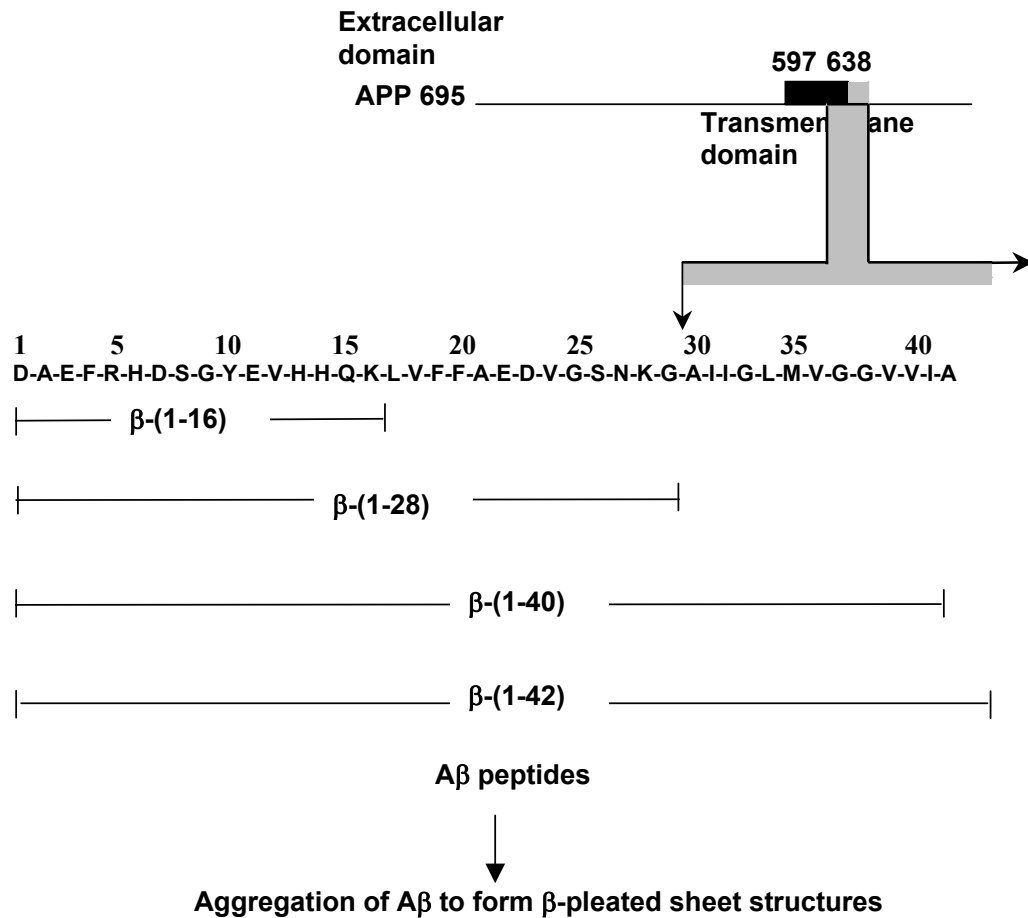 Extracellular
domain
597 638
APP 695
Transmembrane
domain
1 5 10 15 20 25 30 35 40
D-A-E-F-R-H-D-S-G-Y-E-V-H-H-Q-K-L-V-F-F-A-E-D-V-G-S-N-K-G-A-I-I-G-L-M-V-G-G-V-V-I-A
β-(1-16)
β-(1-28)
β-(1-40)
β-(1-42)
Aβ peptides
Aggregation of Aβ to form β-pleated sheet structures